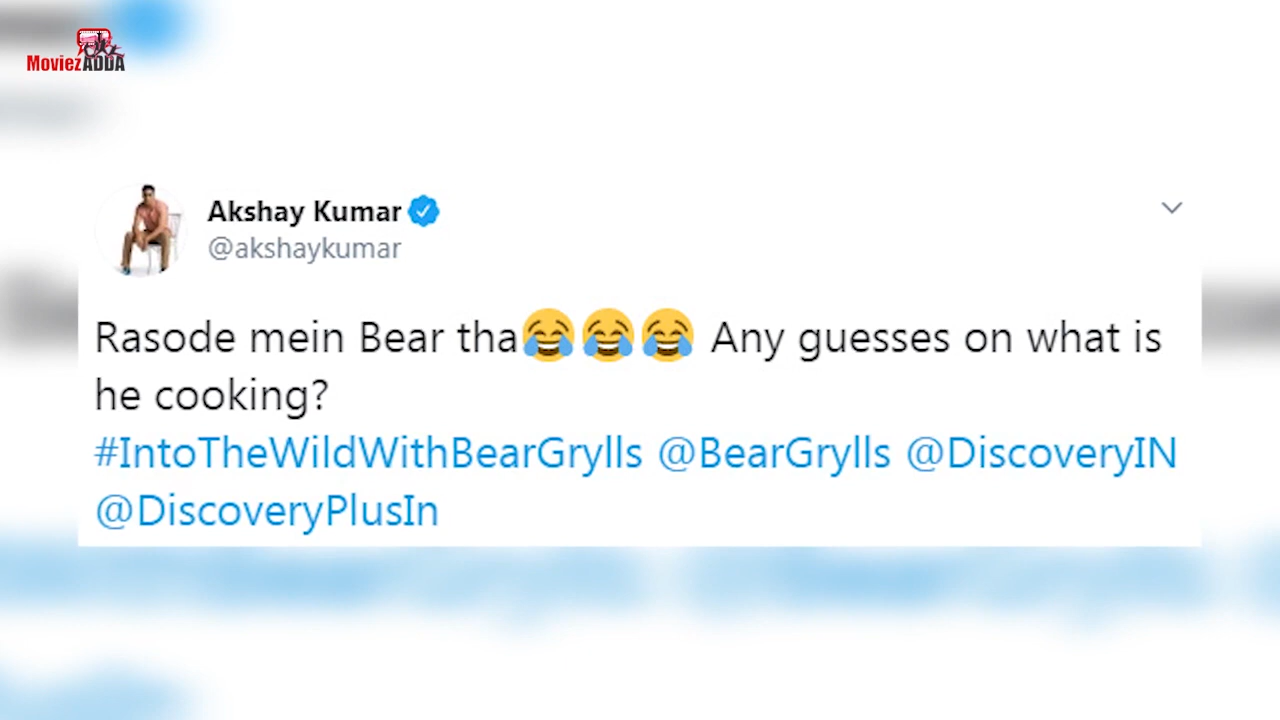 MoviezADDA
Akshay Kumar
@akshaykumar
Rasode mein Bear tha😂😂😂 Any guesses on what is
he cooking?
#IntoTheWildWithBearGrylls @BearGrylls @DiscoveryIN
@DiscoveryPlusIn